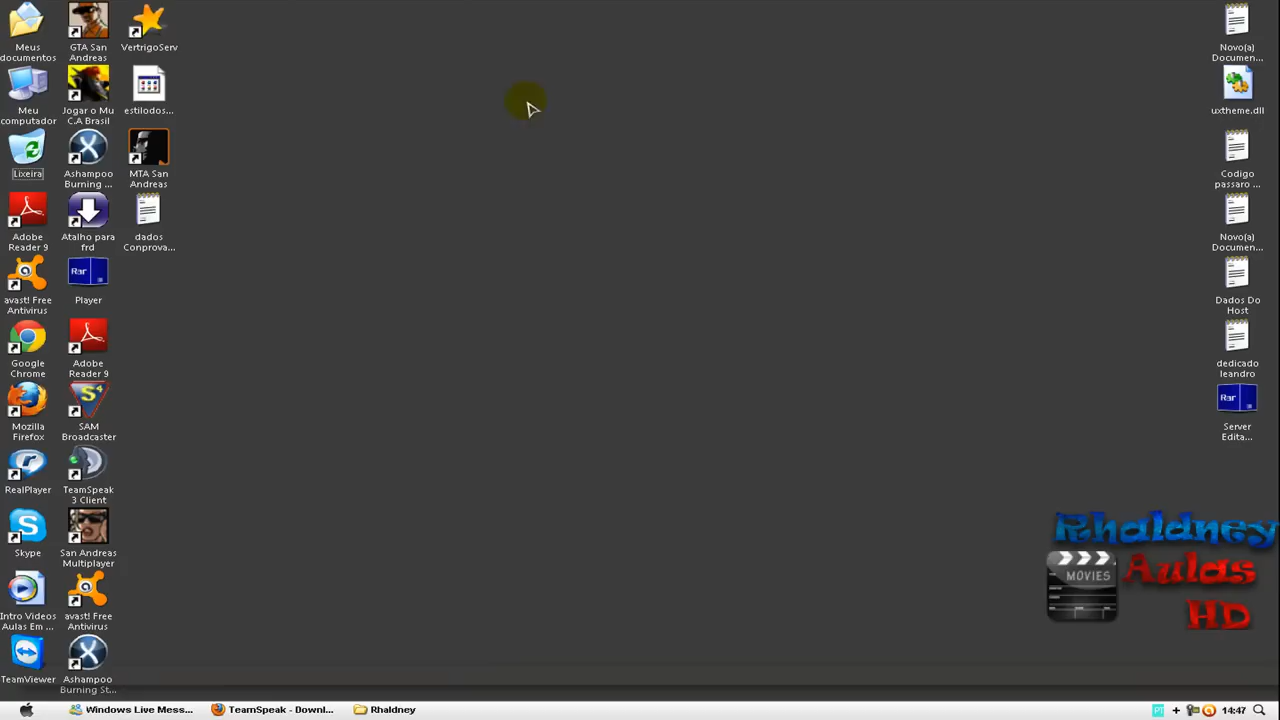 Meus
documentos
Meu
computador
Lixeira
Adobe
Reader 9
avast! Free
Antivirus
Google
Chrome
Mozilla
Firefox
RealPlayer
Skype
Intro Videos
Aulas Em ...
TeamViewer
GTA San
Andreas
Jogar o Mu
C.A Brasil
Ashampoo
Burning ...
Atalho para
frd
Rar
Player
Adobe
Reader 9
S4
SAM
Broadcaster
TeamSpeak
3 Client
San Andreas
Multiplayer
avast! Free
Antivirus
Ashampoo
Burning St...
VertrigoServ
estilodos...
MTA San
Andreas
dados
Conprova...
Novo(a)
Documen...
uxtheme.dll
Codigo
passaro ...
Novo(a)
Documen...
Dados Do
Host
dedicado
leandro
Rar
Server
Edita...
Rhaldney
Aulas
HD
MOVIES
Windows Live Mess...
TeamSpeak - Downl...
Rhaldney
PT
14:47